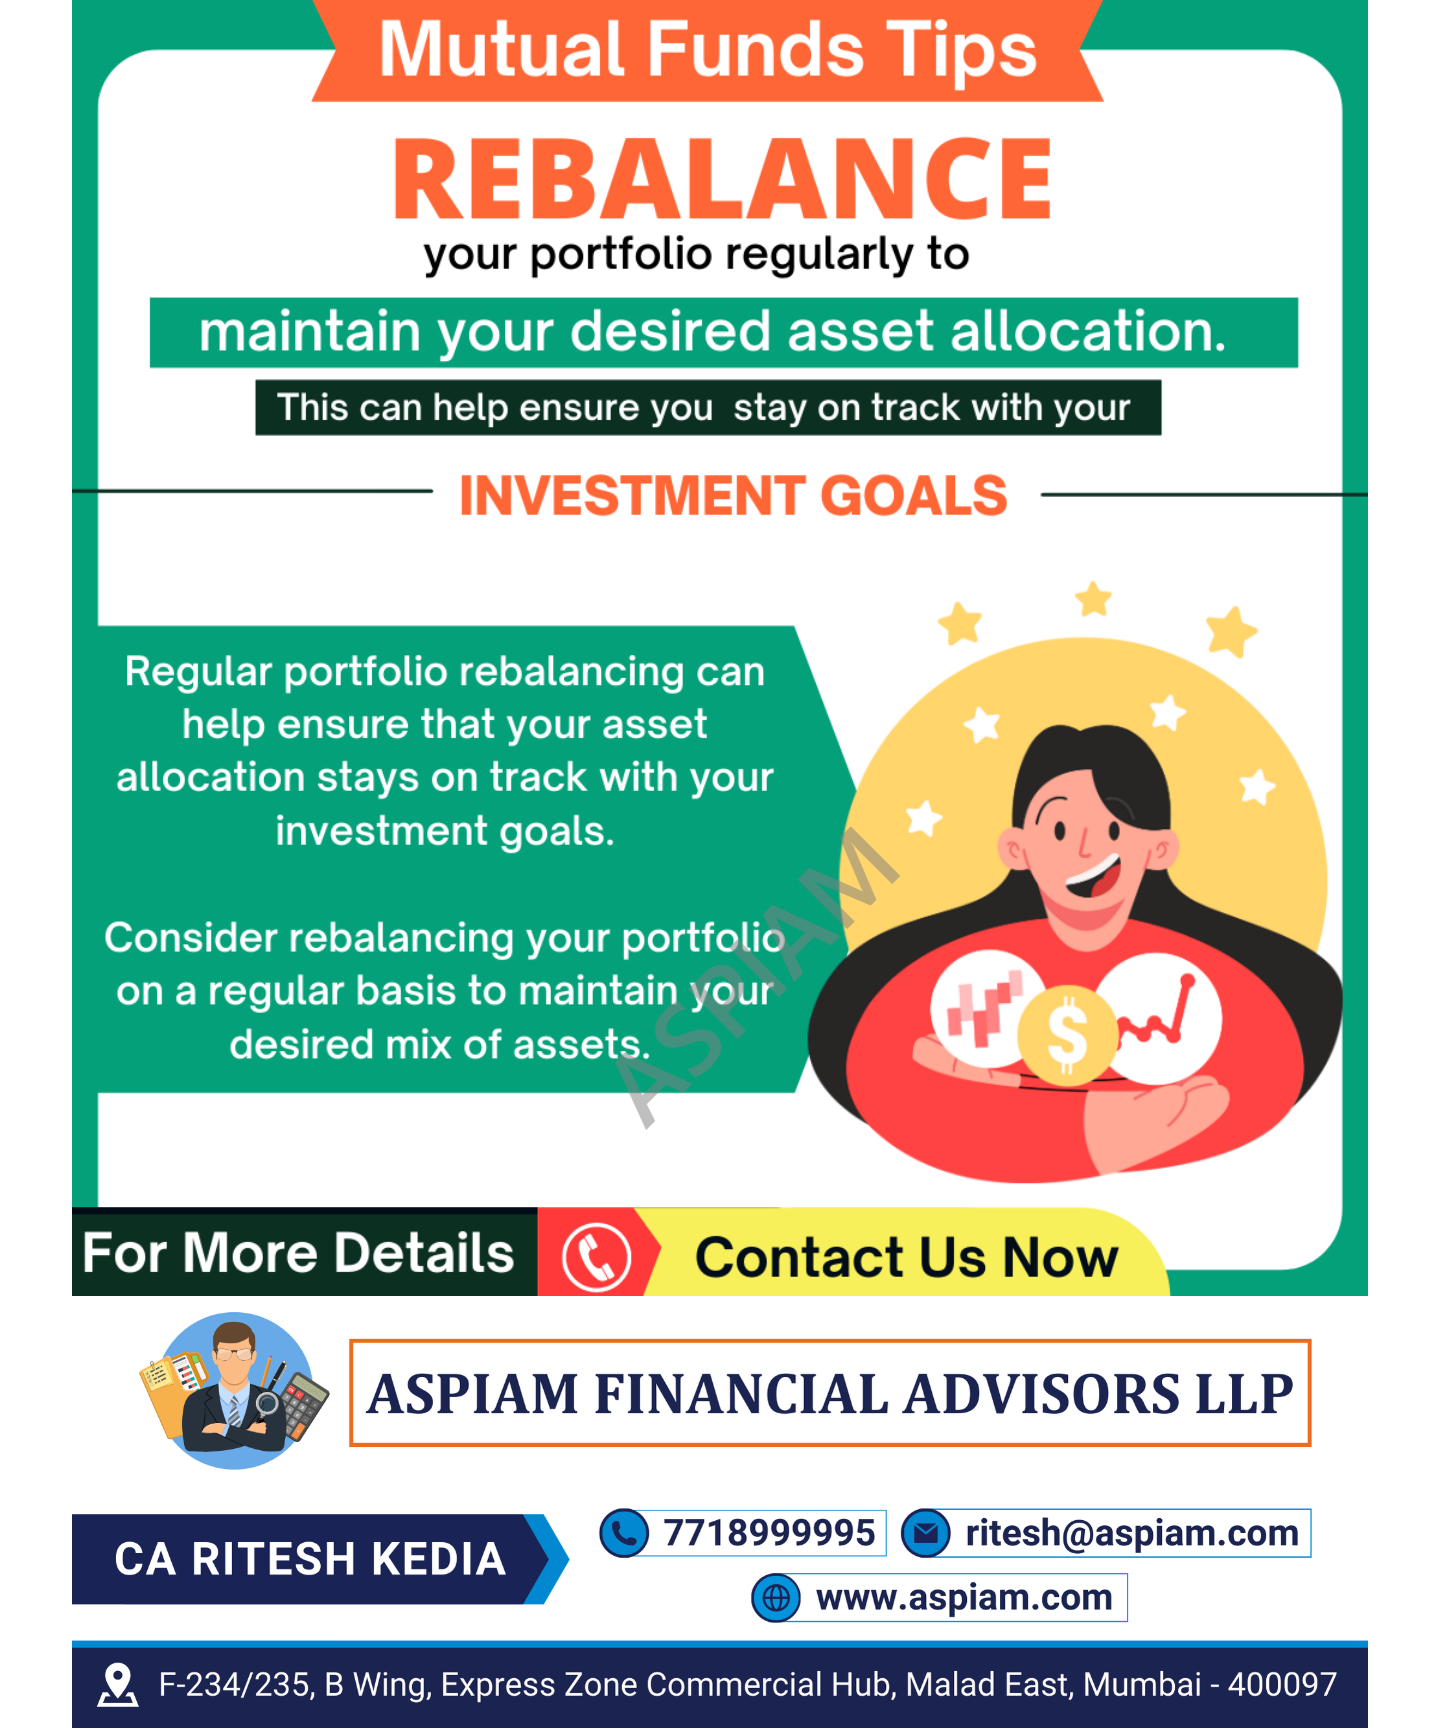 Mutual Funds Tips
REBALANCE
your portfolio regularly to
maintain your desired asset allocation.
This can help ensure you stay on track with your
INVESTMENT GOALS
Regular portfolio rebalancing can
help ensure that your asset
allocation stays on track with your
investment goals.
Consider rebalancing your portfolio
on a regular basis to maintain your
desired mix of assets.
ASPIAM
$
For More Details
Contact Us Now
ASPIAM FINANCIAL ADVISORS LLP
CA RITESH KEDIA
7718999995
ritesh@aspiam.com
www.aspiam.com
F-234/235, B Wing, Express Zone Commercial Hub, Malad East, Mumbai - 400097